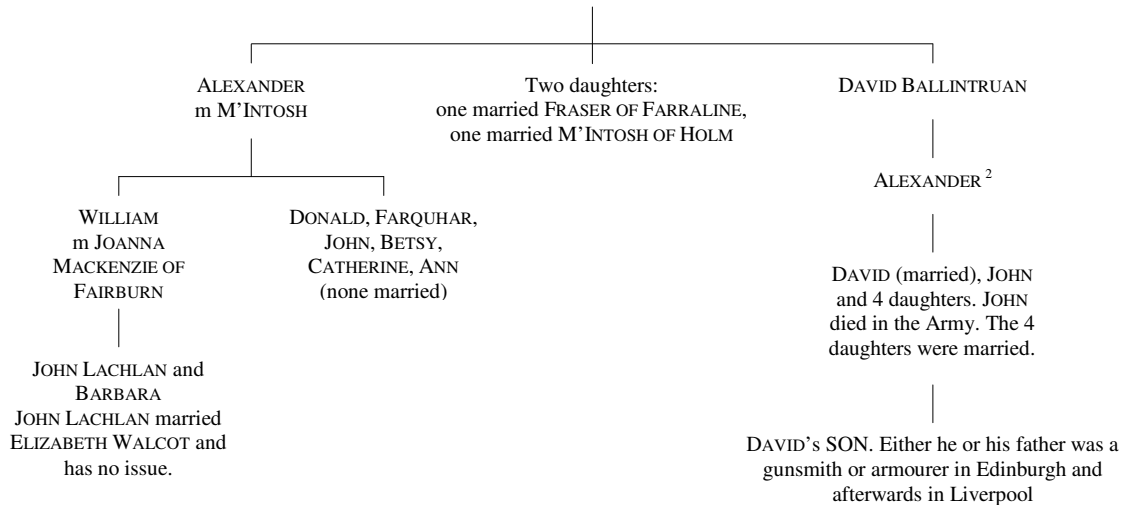 ALEXANDER
m M'INTOSH
Two daughters:
one married FRASER OF FARRALINE,
one married M'INTOSH OF HOLM
DAVID BALLINTRUAN
ALEXANDER 2
WILLIAM
m JOANNA
MACKENZIE OF
FAIRBURN
DONALD, FARQUHAR,
JOHN, BETSY,
CATHERINE, ANN
(none married)
DAVID (married), JOHN
and 4 daughters. JOHN
died in the Army. The 4
daughters were married.
JOHN LACHLAN and
BARBARA
JOHN LACHLAN married
ELIZABETH WALCOT and
has no issue.
DAVID's SON. Either he or his father was a
gunsmith or armourer in Edinburgh and
afterwards in Liverpool